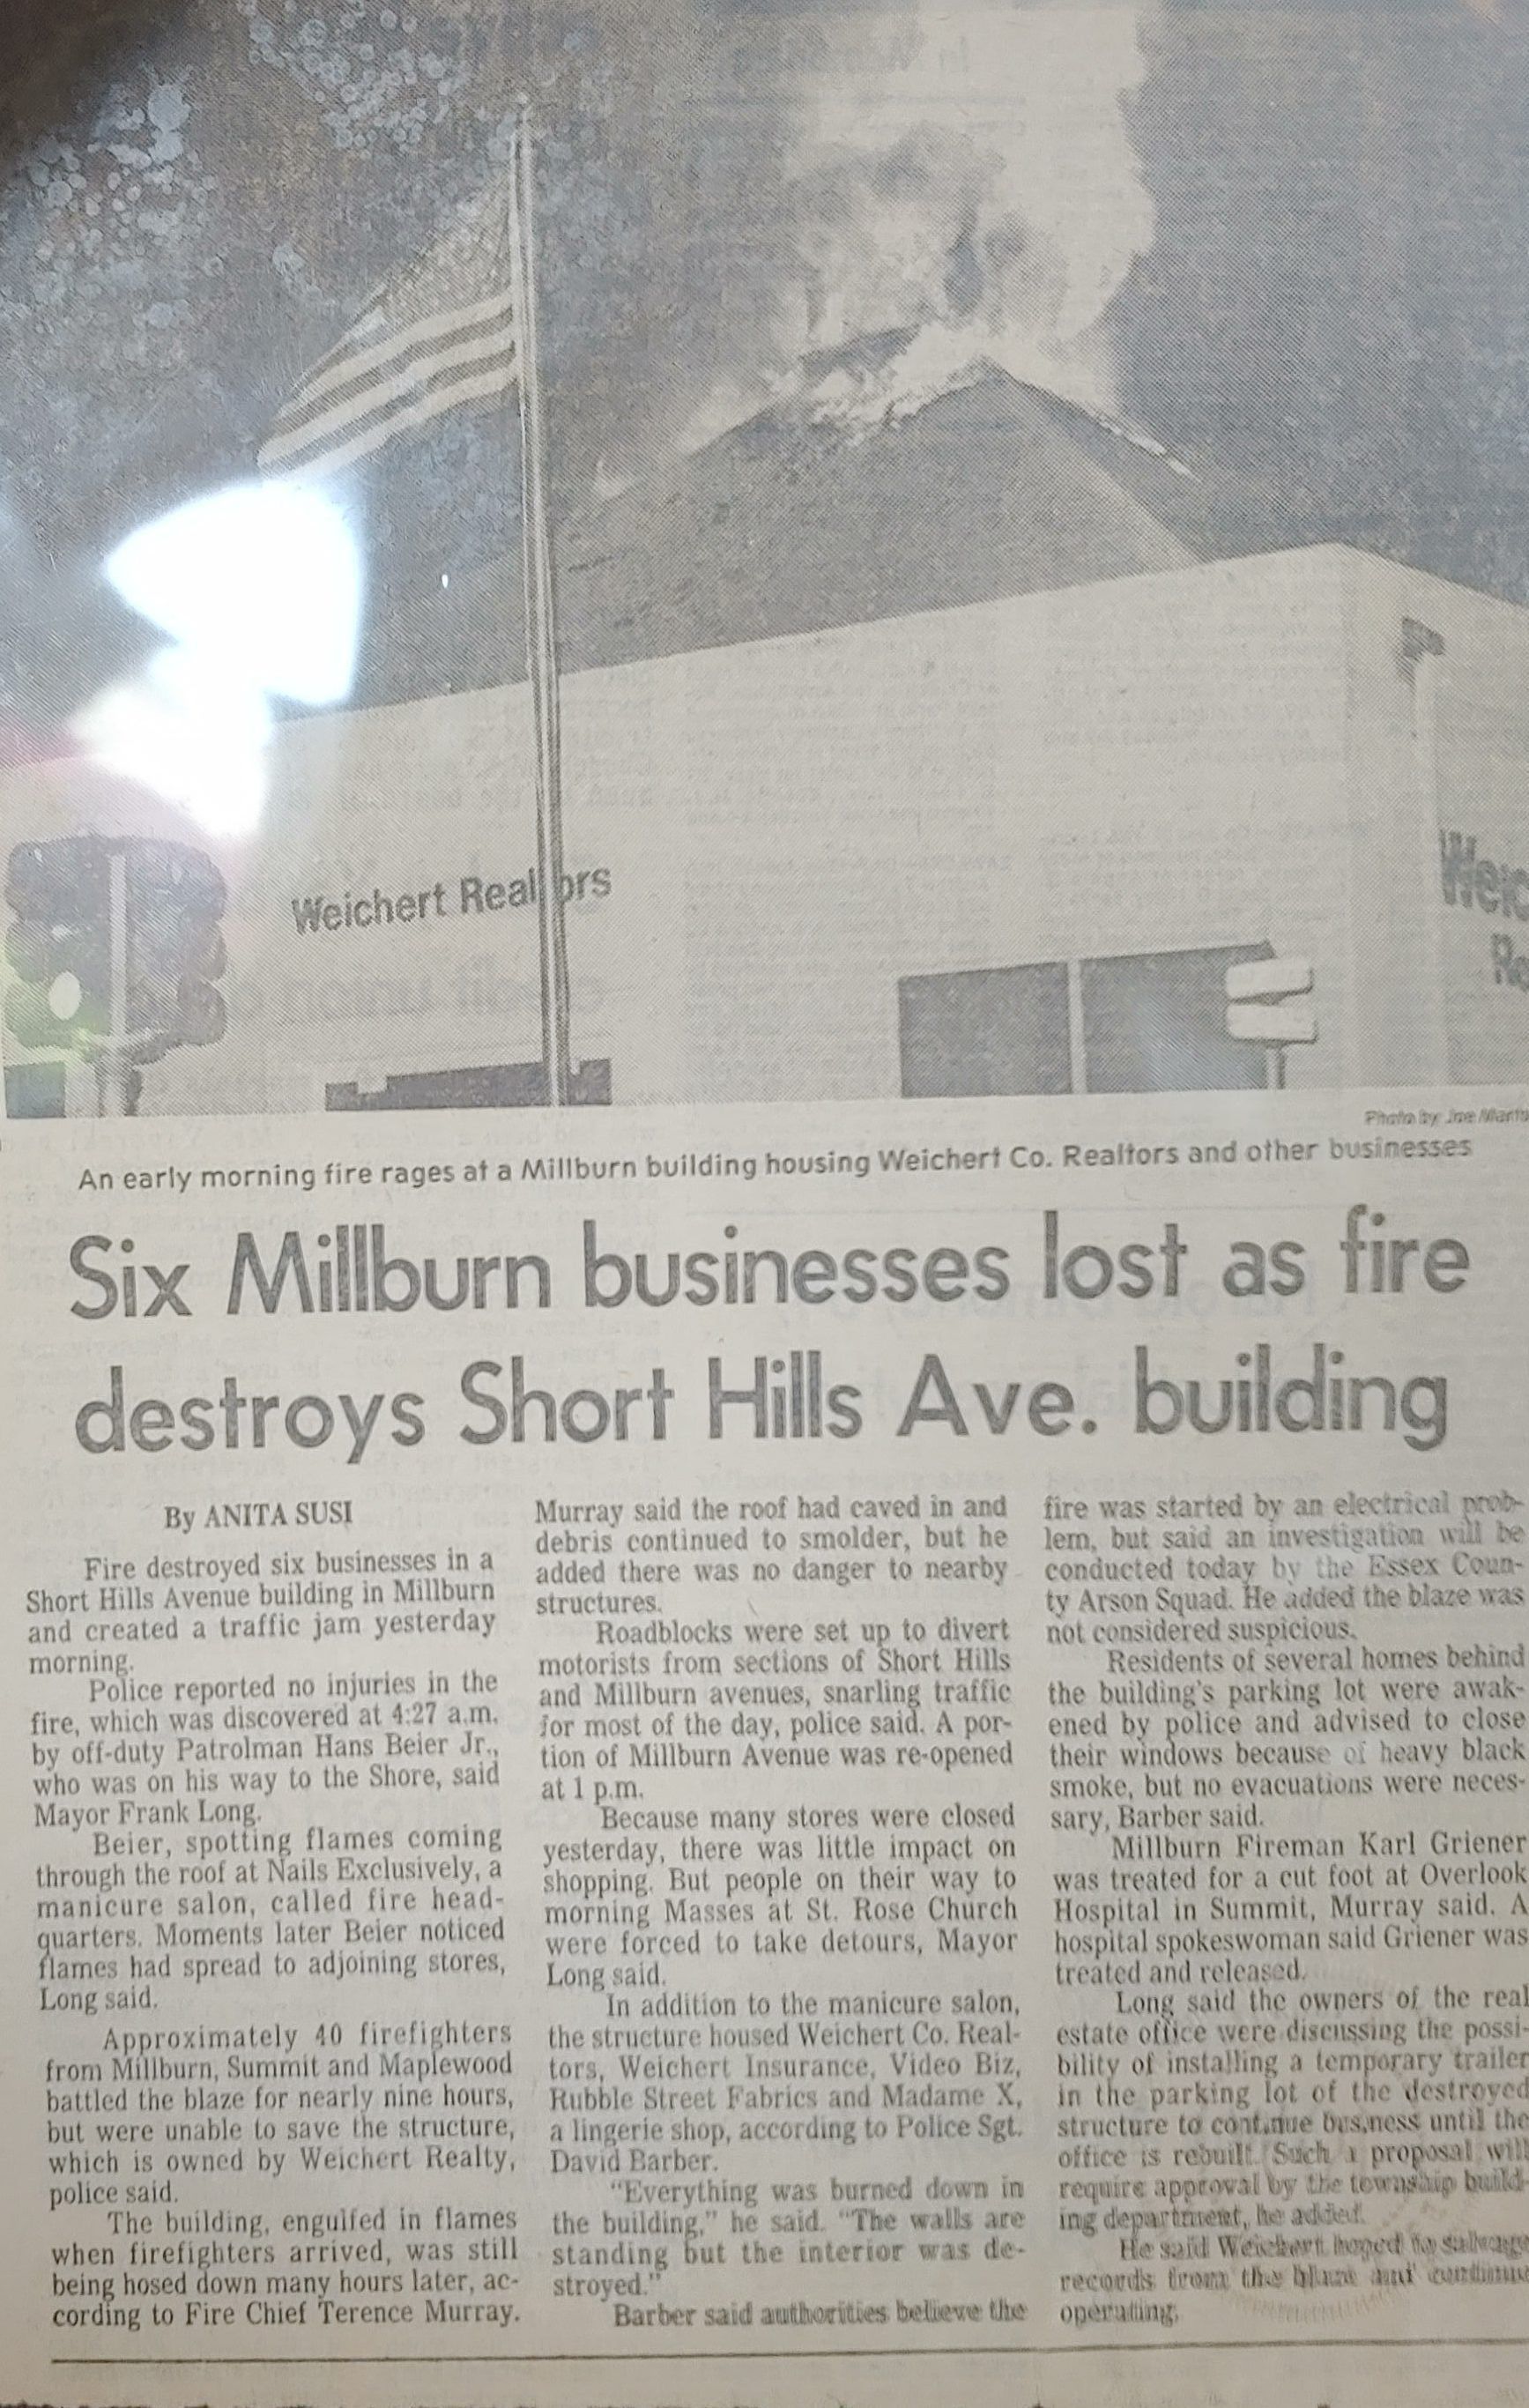 Weichert Realtors
Weic
Re
Photo by Joe
An early morning fire rages at a Millburn building housing Weichert Co. Realtors and other businesses
Six Millburn businesses lost as fire
destroys Short Hills Ave. building
By ANITA SUSI
Fire destroyed six businesses in a
Short Hills Avenue building in Millburn
and created a traffic jam yesterday
morning.
Police reported no injuries in the
fire, which was discovered at 4:27 a.m.
by off-duty Patrolman Hans Beier Jr.,
who was on his way to the Shore, said
Mayor Frank Long.
Beier, spotting flames coming
through the roof at Nails Exclusively, a
manicure salon, called fire head-
quarters. Moments later Beier noticed
flames had spread to adjoining stores,
Long said.
Approximately 40 firefighters
from Millburn, Summit and Maplewood
battled the blaze for nearly nine hours,
but were unable to save the structure,
which is owned by Weichert Realty,
police said.
The building, engulfed in flames
when firefighters arrived, was still
being hosed down many hours later, ac-
cording to Fire Chief Terence Murray.
Murray said the roof had caved in and
debris continued to smolder, but he
added there was no danger to nearby
structures.
Roadblocks were set up to divert
motorists from sections of Short Hills
and Millburn avenues, snarling traffic
for most of the day, police said. A por-
tion of Millburn Avenue was re-opened
at 1 p.m.
Because many stores were closed
yesterday, there was little impact on
shopping. But people on their way to
morning Masses at St. Rose Church
were forced to take detours, Mayor
Long said.
In addition to the manicure salon,
the structure housed Weichert Co. Real-
tors, Weichert Insurance, Video Biz,
Rubble Street Fabrics and Madame X,
a lingerie shop, according to Police Sgt.
David Barber.
"Everything was burned down in
the building," he said. "The walls are
standing but the interior was de-
stroyed."
Barber said authorities believe the
fire was started by an electrical prob-
lem, but said an investigation will be
conducted today by the Essex Coun-
ty Arson Squad. He added the blaze was
not considered suspicious.
Residents of several homes behind
the building's parking lot were awak-
ened by police and advised to close
their windows because of heavy black
smoke, but no evacuations were neces-
sary, Barber said.
Millburn Fireman Karl Griener
was treated for a cut foot at Overlook
Hospital in Summit, Murray said. A
hospital spokeswoman said Griener was
treated and released.
Long said the owners of the real
estate office were discussing the possi-
bility of installing a temporary trailer
in the parking lot of the destroyed
structure to continue business until the
office is rebuilt. Such a proposal will
require approval by the township build-
ing department, he added.
He said Weichert hoped to salvage
records from the blaze and continue
operating.